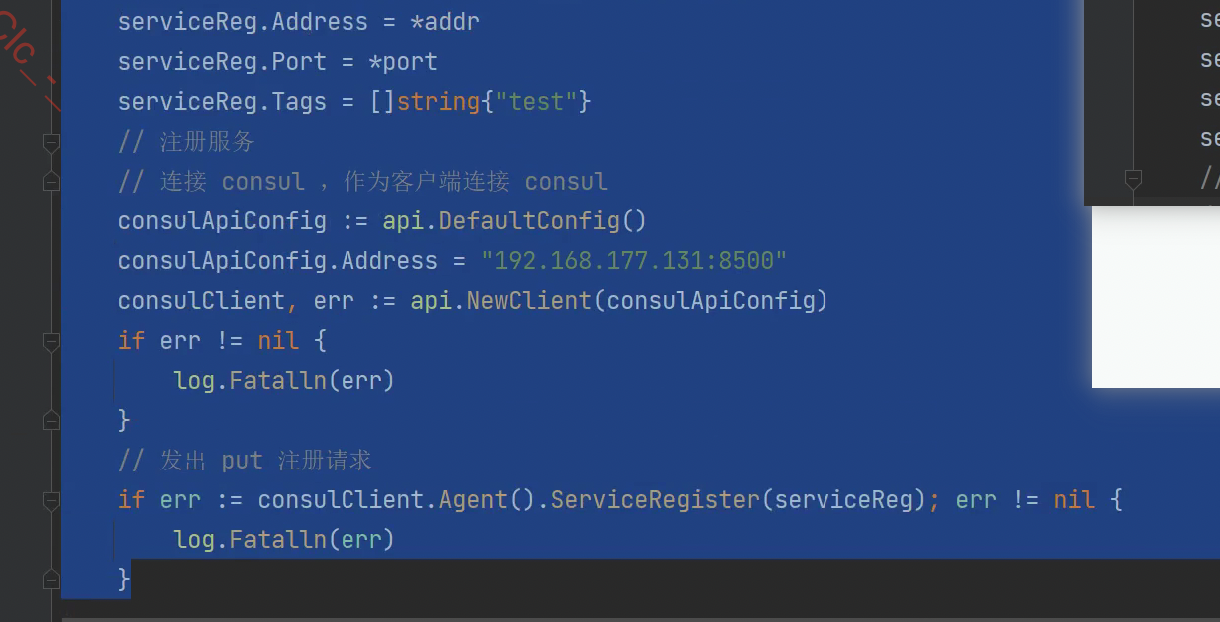 serviceReg.Address = *addr
serviceReg.Port = *port
serviceReg.Tags = []string{"test"}
// 注册服务
// 连接 consul ，作为客户端连接 consul
consulApiConfig := api.DefaultConfig()
consulApiConfig.Address = "192.168.177.131:8500"
consulClient, err := api.NewClient(consulApiConfig)
if err != nil {
    log.Fatalln(err)
}
// 发出 put 注册请求
if err := consulClient.Agent().ServiceRegister(serviceReg); err != nil {
    log.Fatalln(err)
}
se
se
se
se
//